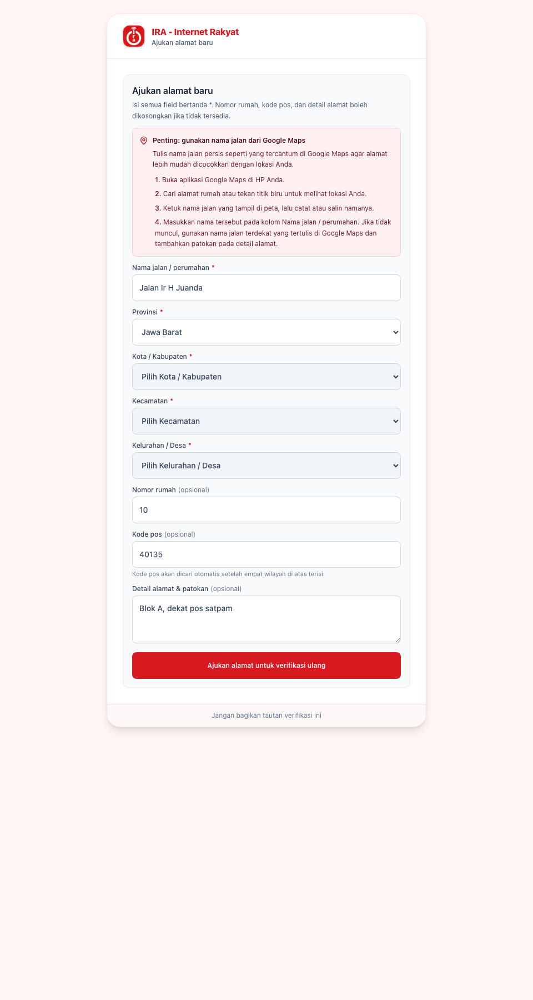 ira
IRA - Internet Rakyat
Ajukan alamat baru
Ajukan alamat baru
Isi semua field bertanda *. Nomor rumah, kode pos, dan detail alamat boleh
dikosongkan jika tidak tersedia.
Penting: gunakan nama jalan dari Google Maps
Tulis nama jalan persis seperti yang tercantum di Google Maps agar alamat
lebih mudah dicocokkan dengan lokasi Anda.
1. Buka aplikasi Google Maps di HP Anda.
2. Cari alamat rumah atau tekan titik biru untuk melihat lokasi Anda.
3. Ketuk nama jalan yang tampil di peta, lalu catat atau salin namanya.
4. Masukkan nama tersebut pada kolom Nama jalan / perumahan. Jika tidak
muncul, gunakan nama jalan terdekat yang tertulis di Google Maps dan
tambahkan patokan pada detail alamat.
Nama jalan / perumahan *
Jalan Ir H Juanda
Provinsi *
Jawa Barat
Kota / Kabupaten *
Pilih Kota / Kabupaten
Kecamatan *
Pilih Kecamatan
Kelurahan / Desa *
Pilih Kelurahan / Desa
Nomor rumah (opsional)
10
Kode pos (opsional)
40135
Kode pos akan dicari otomatis setelah empat wilayah di atas terisi.
Detail alamat & patokan (opsional)
Blok A, dekat pos satpam
Ajukan alamat untuk verifikasi ulang
Jangan bagikan tautan verifikasi ini